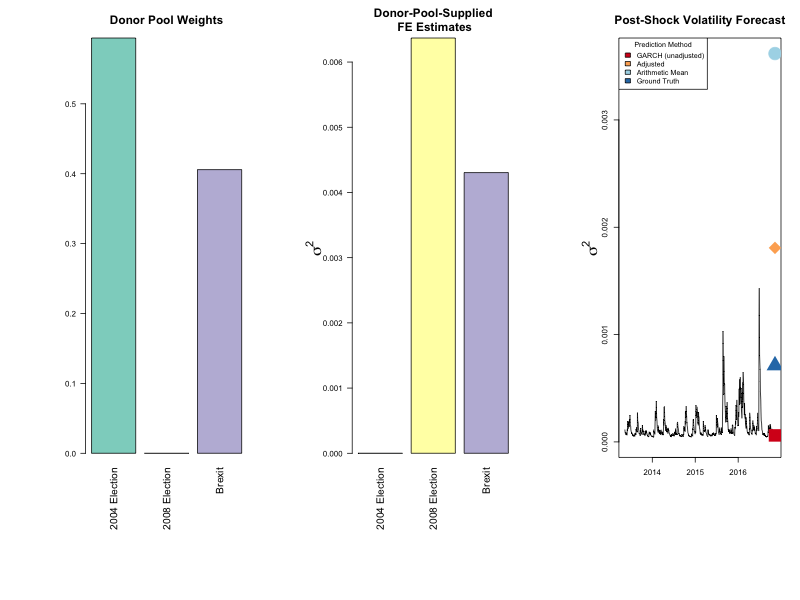 Donor Pool Weights
0.5
0.4
0.3
0.2
0.1
0.0
2004 Election
2008 Election
Brexit
Donor-Pool-Supplied
FE Estimates
σ²
0.006
0.005
0.004
0.003
0.002
0.001
0.000
2004 Election
2008 Election
Brexit
Post-Shock Volatility Forecast
Prediction Method
GARCH (unadjusted)
Adjusted
Arithmetic Mean
Ground Truth
σ²
0.003
0.002
0.001
0.000
2014
2015
2016